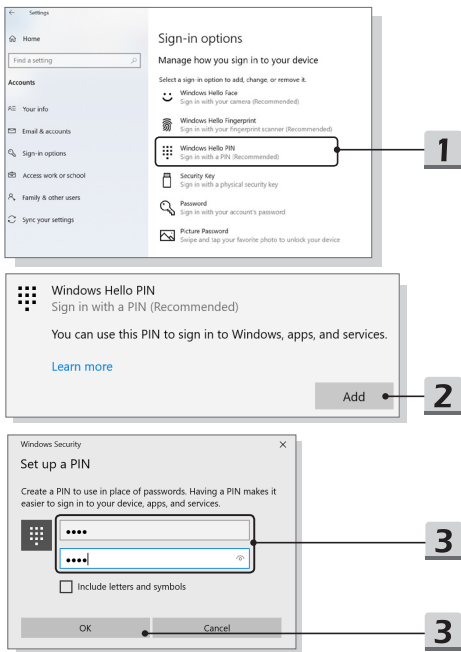 Settings
Home
Find a setting
Accounts
Your info
Email & accounts
Sign-in options
Access work or school
Family & other users
Sync your settings
Sign-in options
Manage how you sign in to your device
Select a sign-in option to add, change, or remove it.
Windows Hello Face
Sign in with your camera (Recommended)
Windows Hello Fingerprint
Sign in with your fingerprint scanner (Recommended)
Windows Hello PIN
Sign in with a PIN (Recommended)
1
Security Key
Sign in with a physical security key
Password
Sign in with your account's password
Picture Password
Swipe and tap your favorite photo to unlock your device
Windows Hello PIN
Sign in with a PIN (Recommended)
You can use this PIN to sign in to Windows, apps, and services.
Learn more
Add
2
Windows Security
Set up a PIN
Create a PIN to use in place of passwords. Having a PIN makes it
easier to sign in to your device, apps, and services.
3
Include letters and symbols
OK
Cancel
3